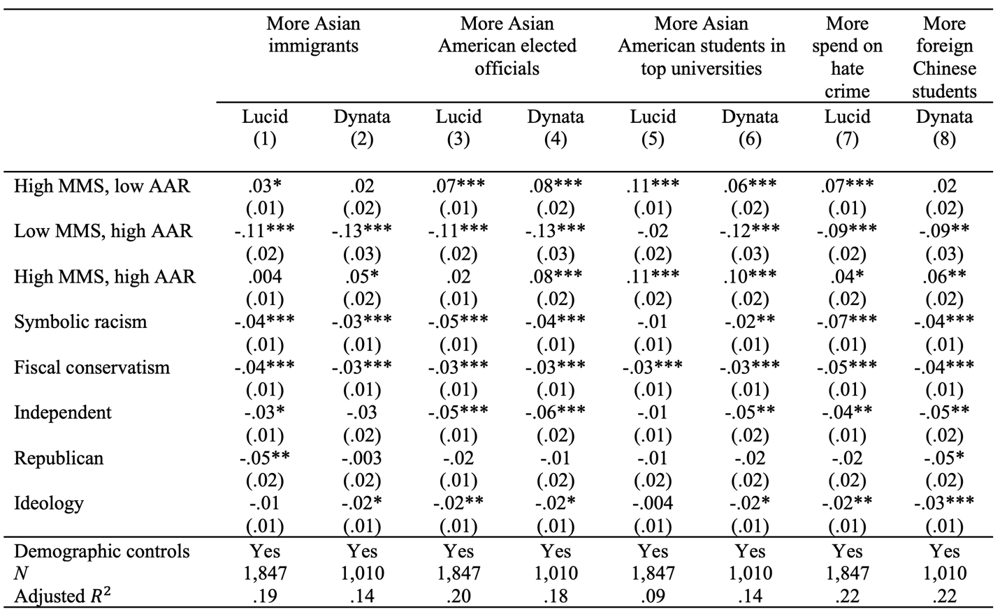 More Asian immigrants	More Asian American elected officials	More Asian American students in top universities	More spend on hate crime	More foreign Chinese students
Lucid (1)	Dynata (2)	Lucid (3)	Dynata (4)	Lucid (5)	Dynata (6)	Lucid (7)	Dynata (8)
High MMS, low AAR	.03*	.02	.07***	.08***	.11***	.06***	.07***	.02
(.01)	(.02)	(.01)	(.02)	(.01)	(.02)	(.01)	(.02)
Low MMS, high AAR	-.11***	-.13***	-.11***	-.13***	-.02	-.12***	-.09***	-.09**
(.02)	(.03)	(.02)	(.03)	(.02)	(.03)	(.02)	(.03)
High MMS, high AAR	.004	.05*	.02	.08***	.11***	.10***	.04*	.06**
(.01)	(.02)	(.01)	(.02)	(.02)	(.02)	(.02)	(.02)
Symbolic racism	-.04***	-.03***	-.05***	-.04***	-.01	-.02**	-.07***	-.04***
(.01)	(.01)	(.01)	(.01)	(.01)	(.01)	(.01)	(.01)
Fiscal conservatism	-.04***	-.03***	-.03***	-.03***	-.03***	-.03***	-.05***	-.04***
(.01)	(.01)	(.01)	(.01)	(.01)	(.01)	(.01)	(.01)
Independent	-.03*	-.03	-.05***	-.06***	-.01	-.05**	-.04**	-.05**
(.01)	(.02)	(.01)	(.02)	(.01)	(.02)	(.01)	(.02)
Republican	-.05**	-.003	-.02	-.01	-.01	-.02	-.02	-.05*
(.02)	(.02)	(.01)	(.02)	(.02)	(.02)	(.02)	(.02)
Ideology	-.01	-.02*	-.02**	-.02*	-.004	-.02*	-.02**	-.03***
(.01)	(.01)	(.01)	(.01)	(.01)	(.01)	(.01)	(.01)
Demographic controls	Yes	Yes	Yes	Yes	Yes	Yes	Yes	Yes
N	1,847	1,010	1,847	1,010	1,847	1,010	1,847	1,010
Adjusted R²	.19	.14	.20	.18	.09	.14	.22	.22